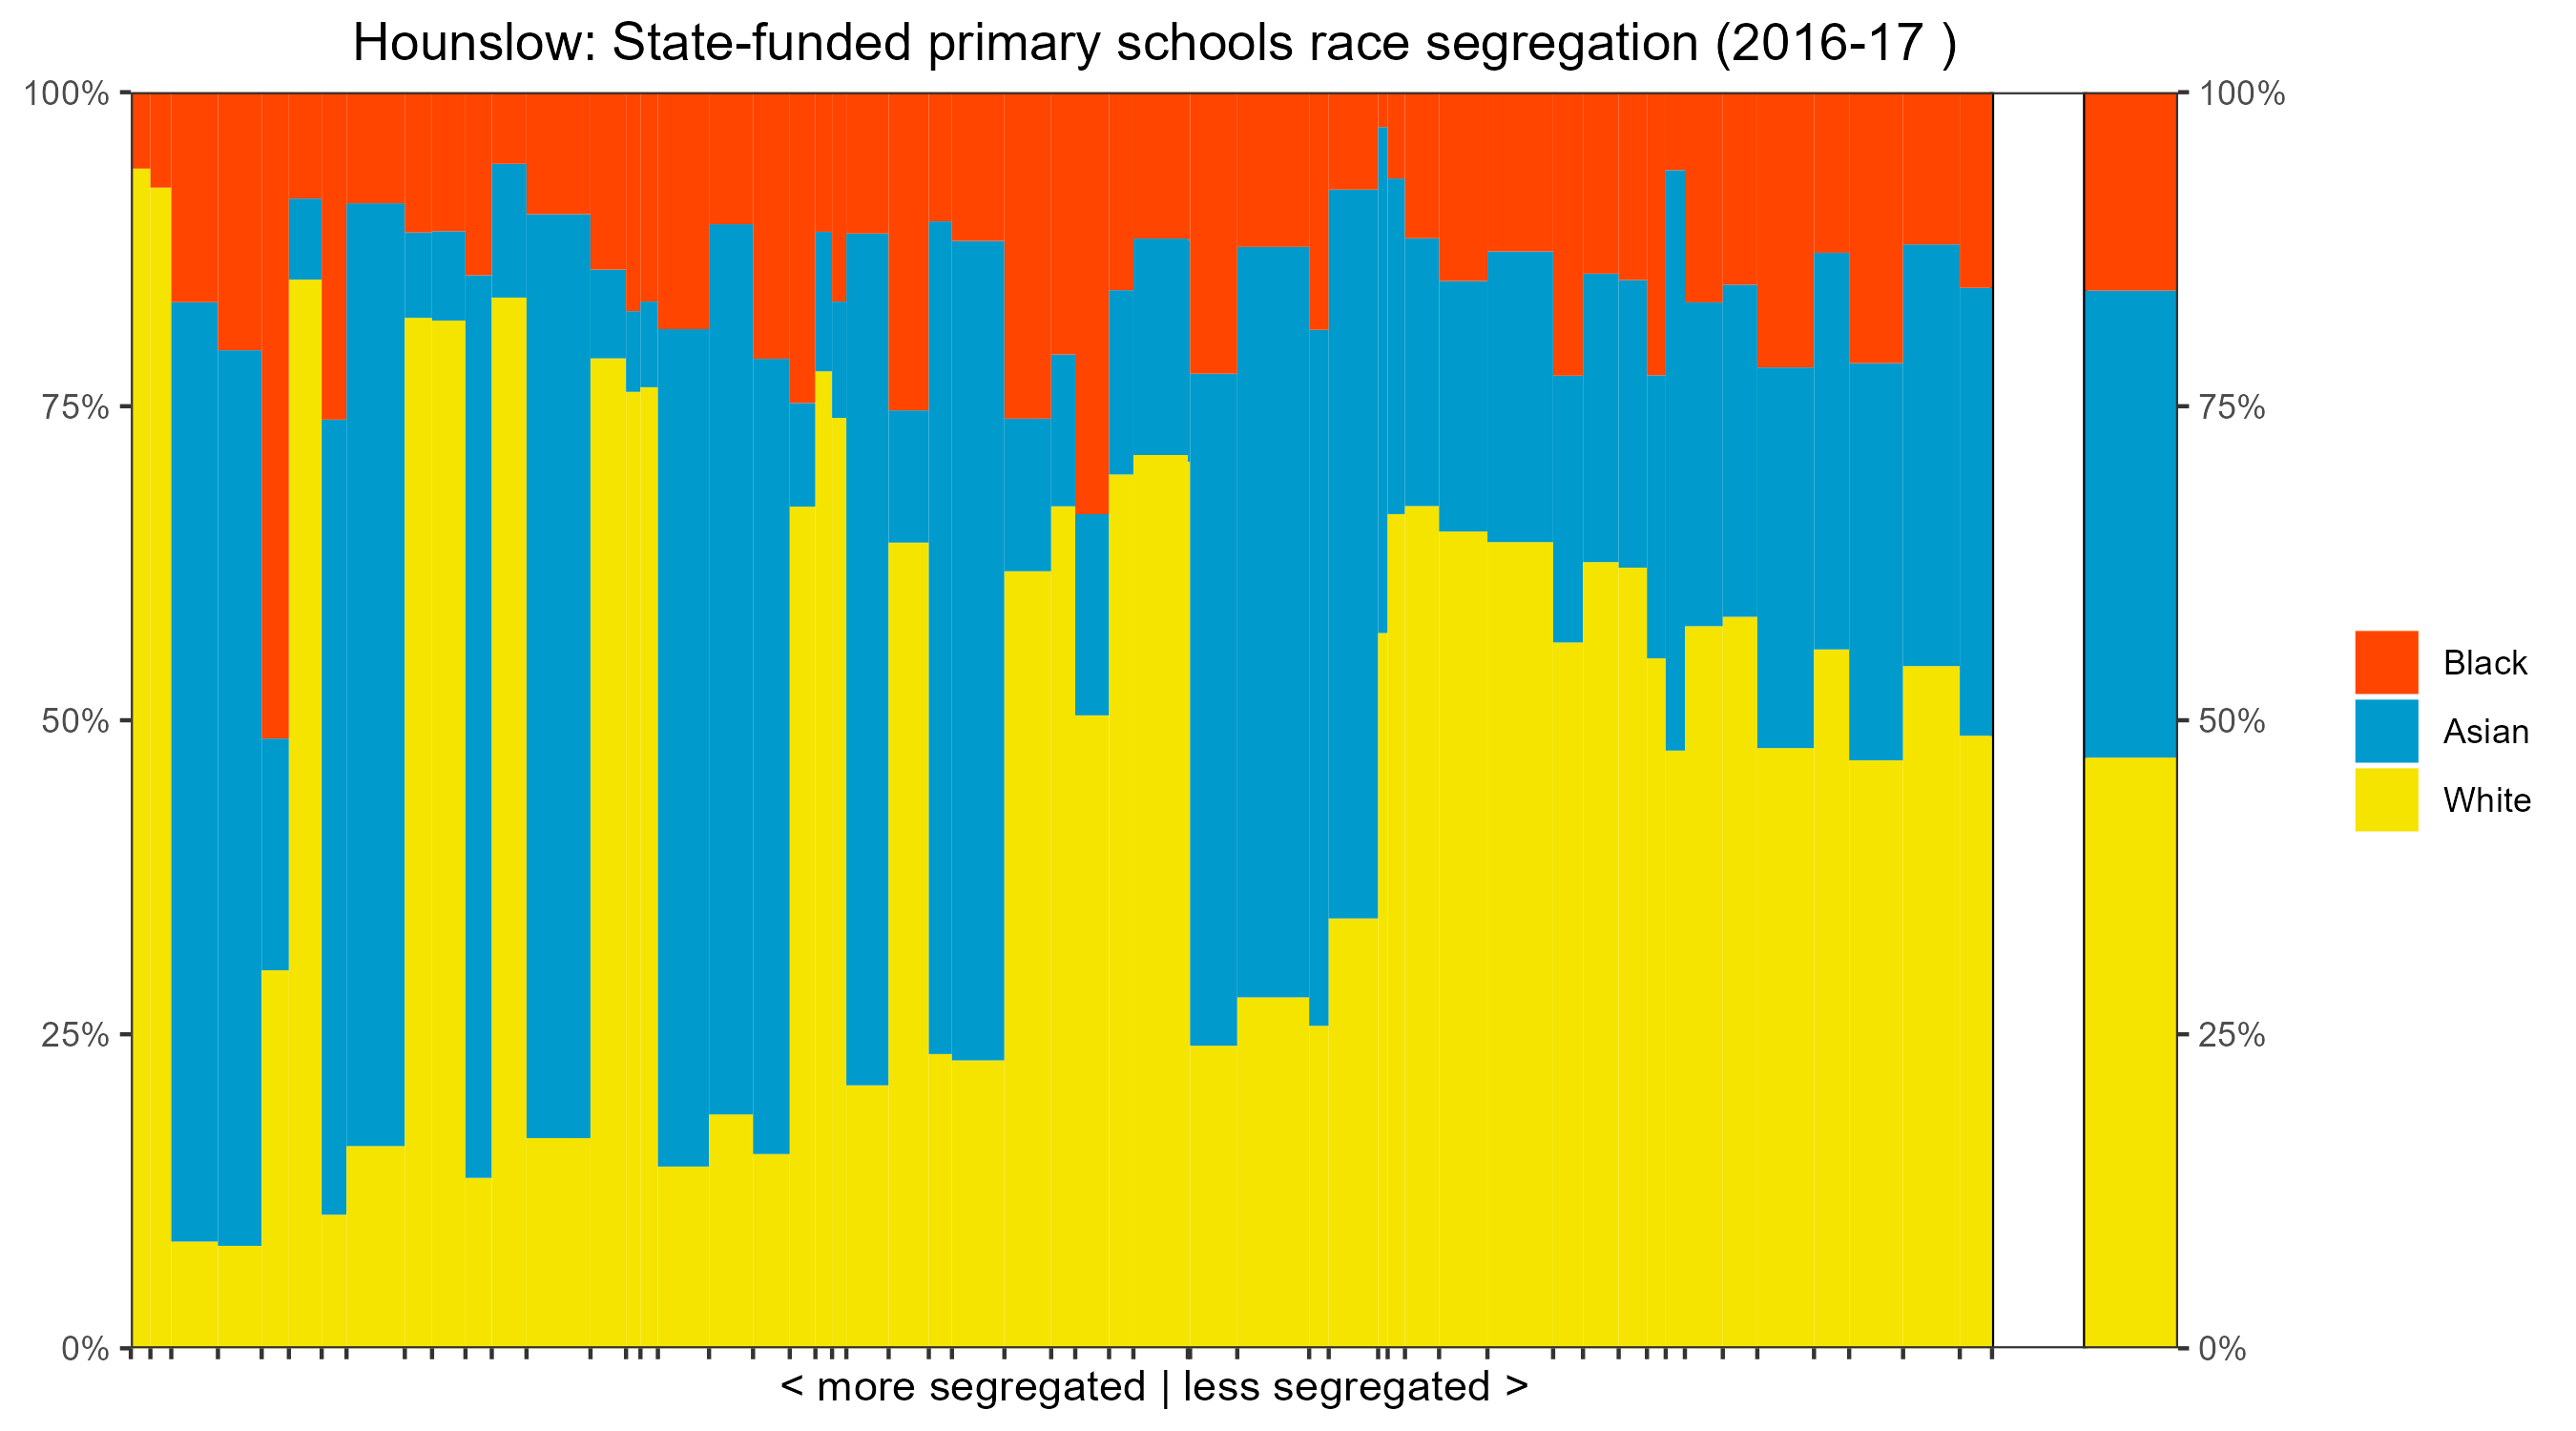 Hounslow: State-funded primary schools race segregation (2016-17 )
100%
75%
50%
25%
0%
100%
75%
50%
25%
0%
Black
Asian
White
< more segregated | less segregated >